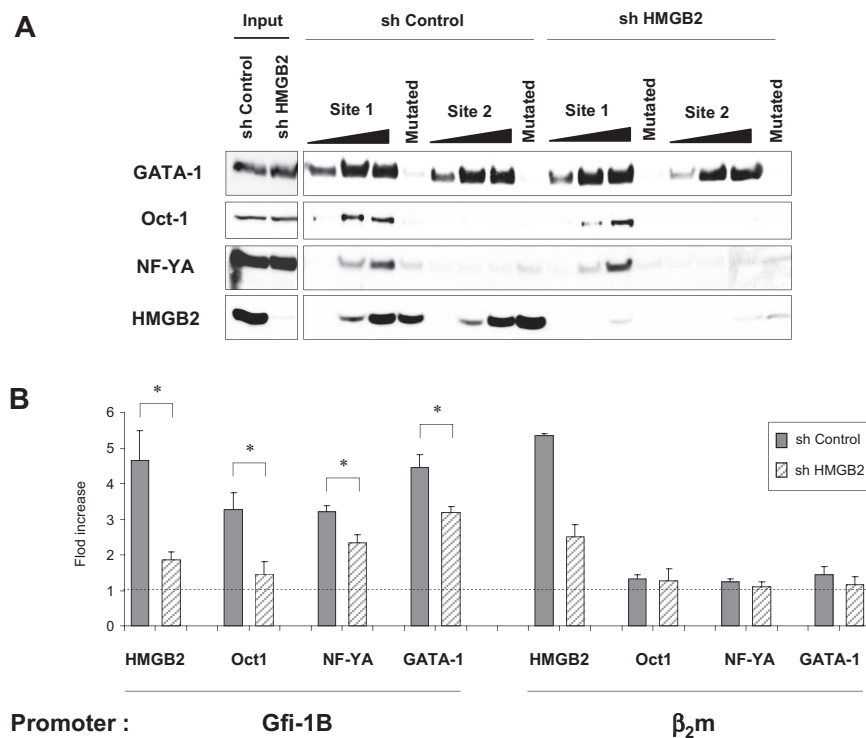 A
Input
sh Control
sh HMGB2
sh Control
sh HMGB2
Site 1
Mutated
Site 2
Mutated
Site 1
Mutated
Site 2
Mutated
GATA-1
Oct-1
NF-YA
HMGB2
B
Flod increase
6
5
4
3
2
1
0
*
*
*
*
sh Control
sh HMGB2
HMGB2
Oct1
NF-YA
GATA-1
HMGB2
Oct1
NF-YA
GATA-1
Promoter :
Gfi-1B
β₂m